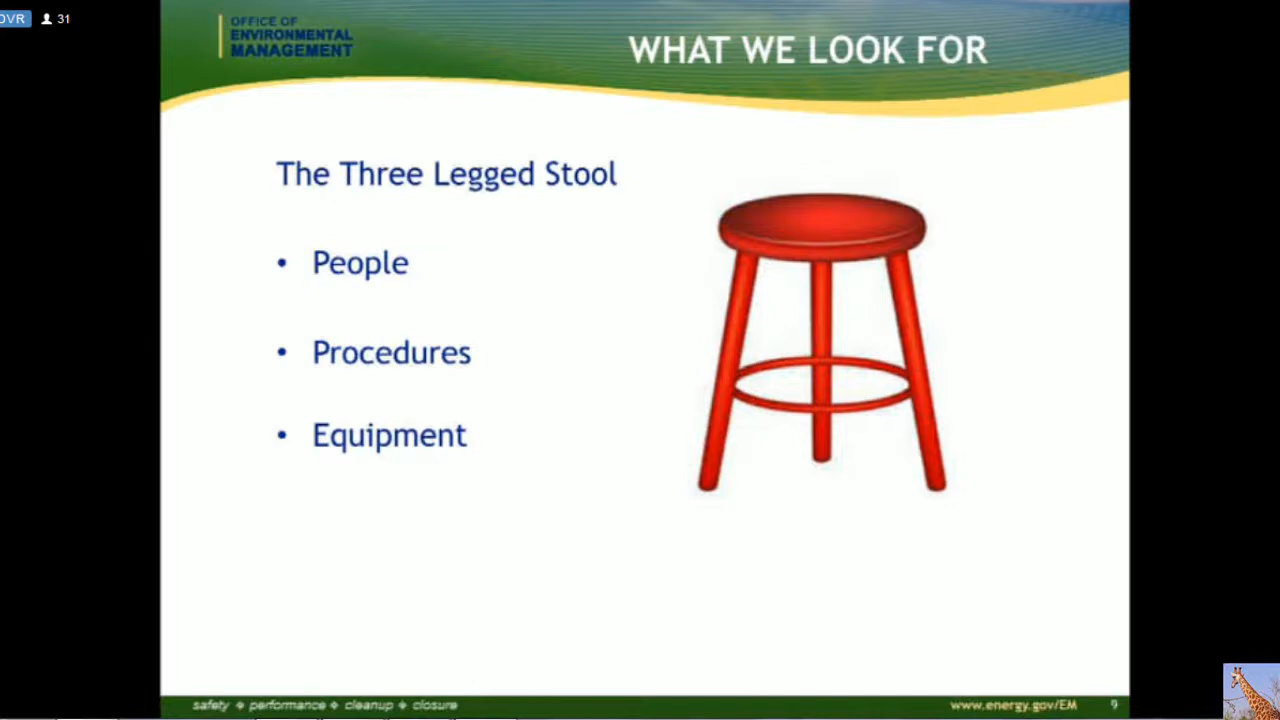 OVR 31
OFFICE OF
ENVIRONMENTAL
MANAGEMENT
WHAT WE LOOK FOR
The Three Legged Stool
• People
• Procedures
• Equipment
safety ❖ performance ❖ cleanup ❖ closure
www.energy.gov/EM 9